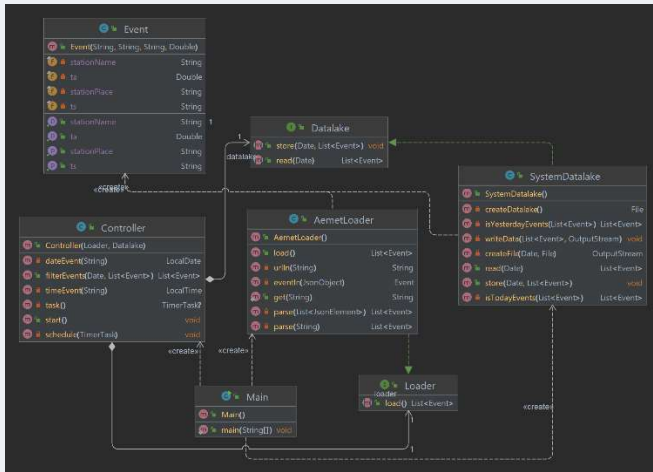 Event
Event(String, String, String, Double)
stationName String
ta Double
stationPlace String
ts String
stationName String
ta Double
stationPlace String
ts String
1
1
datalake
Datalake
store(Date, List<Event>) void
read(Date) List<Event>
«create»
SystemDatalake
SystemDatalake()
createDatalake() File
isYesterdayEvents(List<Event>) List<Event>
writeData(List<Event>, OutputStream) void
createFile(Date, File) OutputStream
read(Date) List<Event>
store(Date, List<Event>) void
isTodayEvents(List<Event>) List<Event>
Controller
Controller(Loader, Datalake)
dateEvent(String) LocalDate
filterEvents(Date, List<Event>) List<Event>
timeEvent(String) LocalTime
task() TimerTask
start() void
schedule(TimerTask) void
AemetLoader
AemetLoader()
load() List<Event>
urlIn(String) String
eventIn(JsonObject) Event
get(String) String
parse(List<JsonElement>) List<Event>
parse(String) List<Event>
«create»
«create»
Loader
loader
load() List<Event>
1
1
Main
Main()
main(String[]) void
«create»